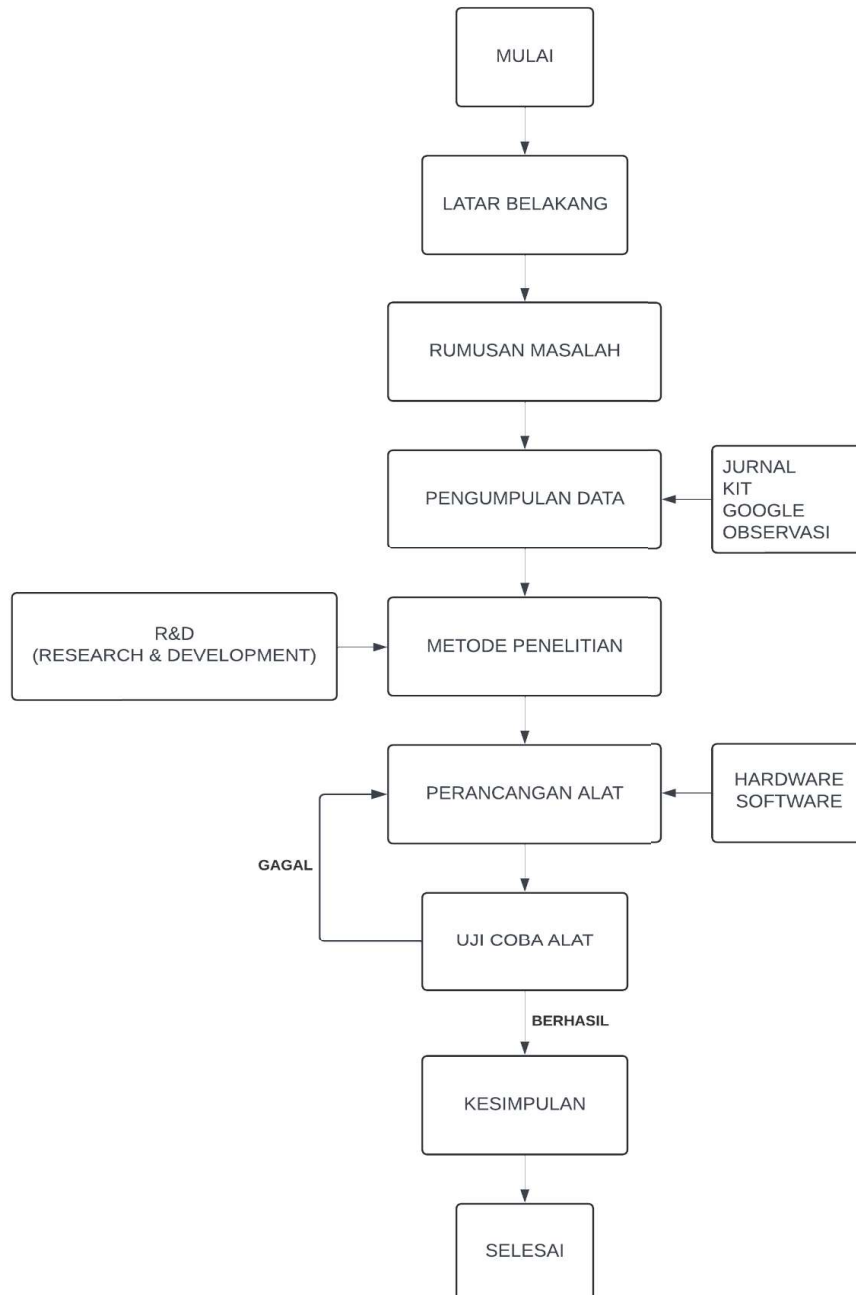 MULAI
LATAR BELAKANG
RUMUSAN MASALAH
PENGUMPULAN DATA
JURNAL
KIT
GOOGLE
OBSERVASI
R&D
(RESEARCH & DEVELOPMENT)
METODE PENELITIAN
PERANCANGAN ALAT
HARDWARE
SOFTWARE
GAGAL
UJI COBA ALAT
BERHASIL
KESIMPULAN
SELESAI